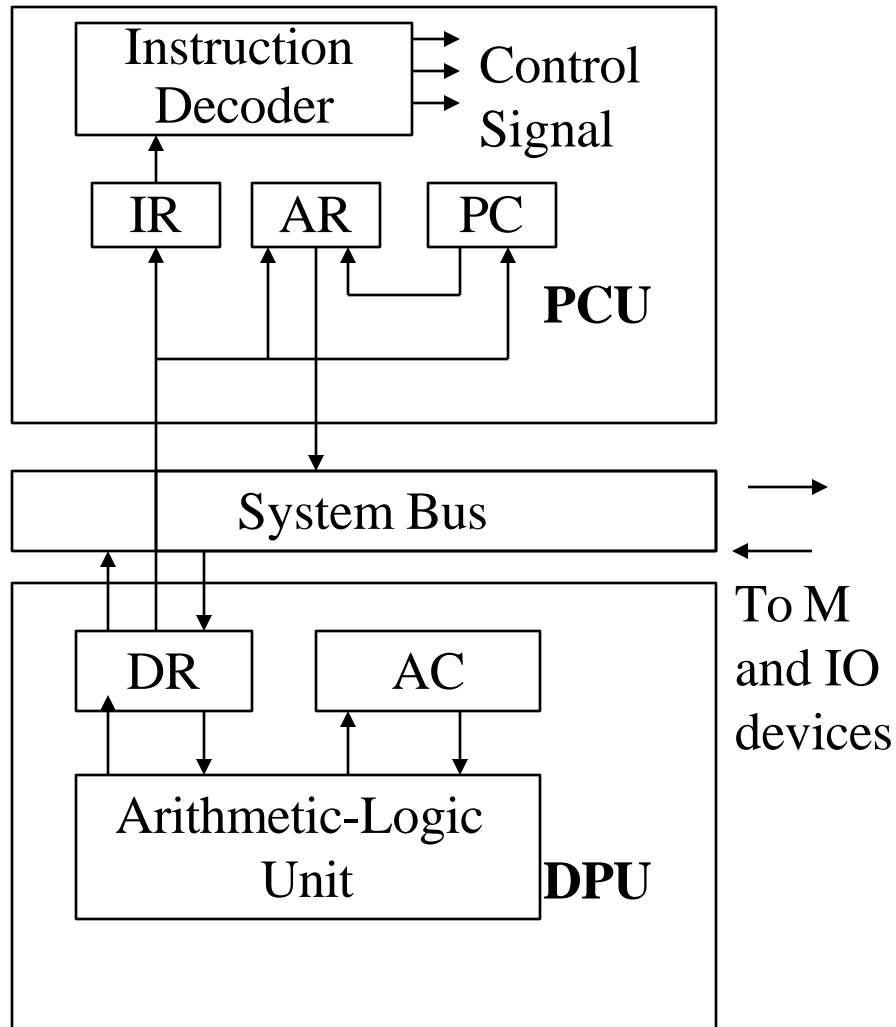 Instruction
Decoder
Control
Signal
IR
AR
PC
PCU
System Bus
To M
and IO
devices
DR
AC
Arithmetic-Logic
Unit
DPU